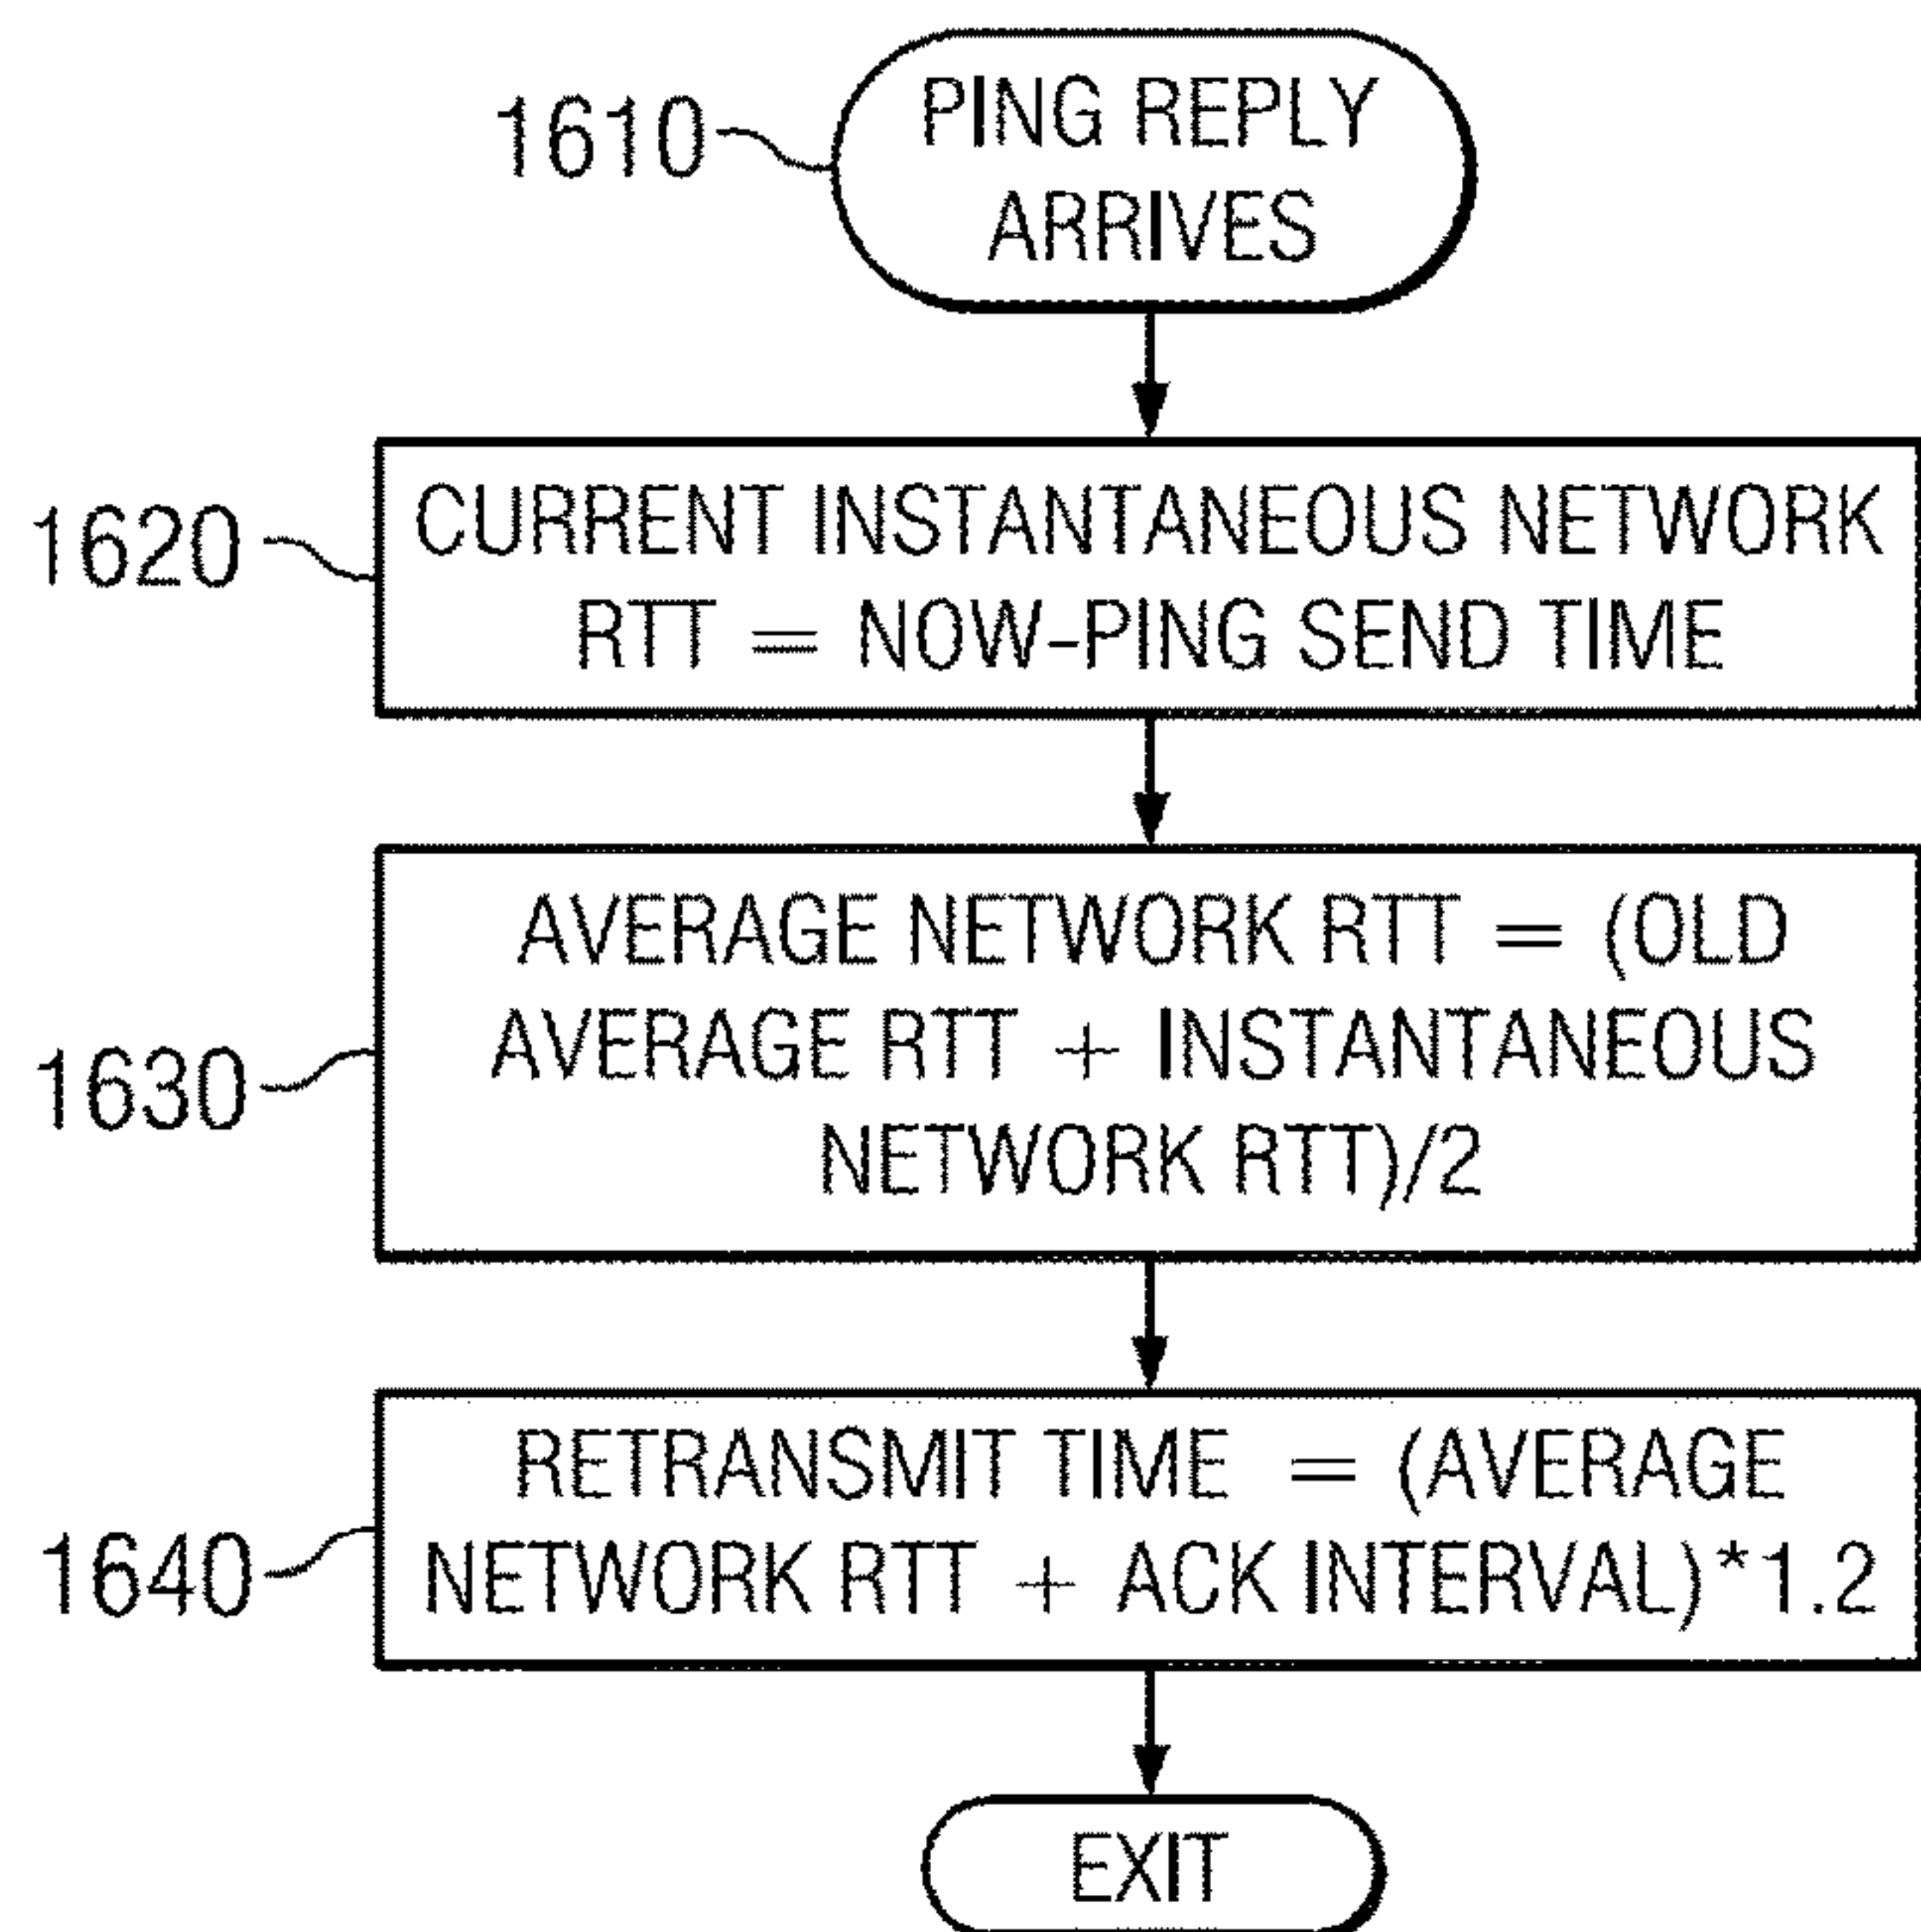 1610
PING REPLY
ARRIVES
1620
CURRENT INSTANTANEOUS NETWORK
RTT = NOW-PING SEND TIME
1630
AVERAGE NETWORK RTT = (OLD
AVERAGE RTT + INSTANTANEOUS
NETWORK RTT)/2
1640
RETRANSMIT TIME = (AVERAGE
NETWORK RTT + ACK INTERVAL)*1.2
EXIT